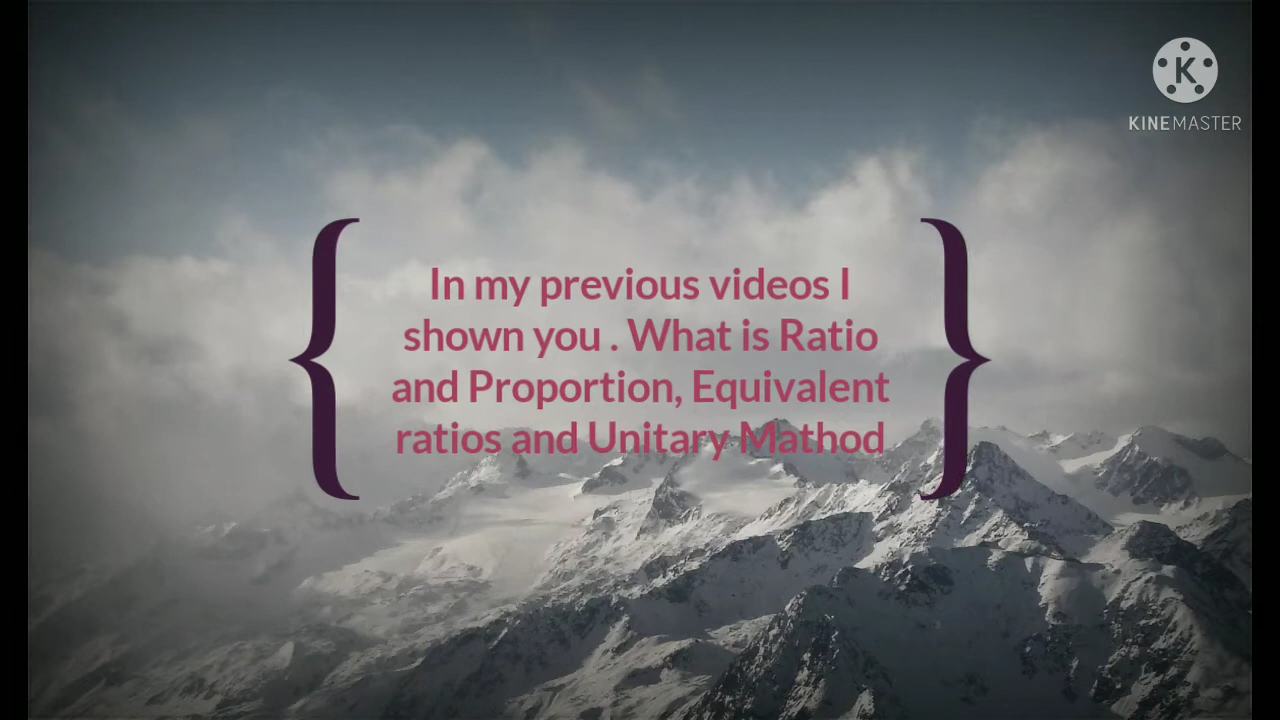 K
KINEMASTER
In my previous videos I
shown you . What is Ratio
and Proportion, Equivalent
ratios and Unitary Mathod